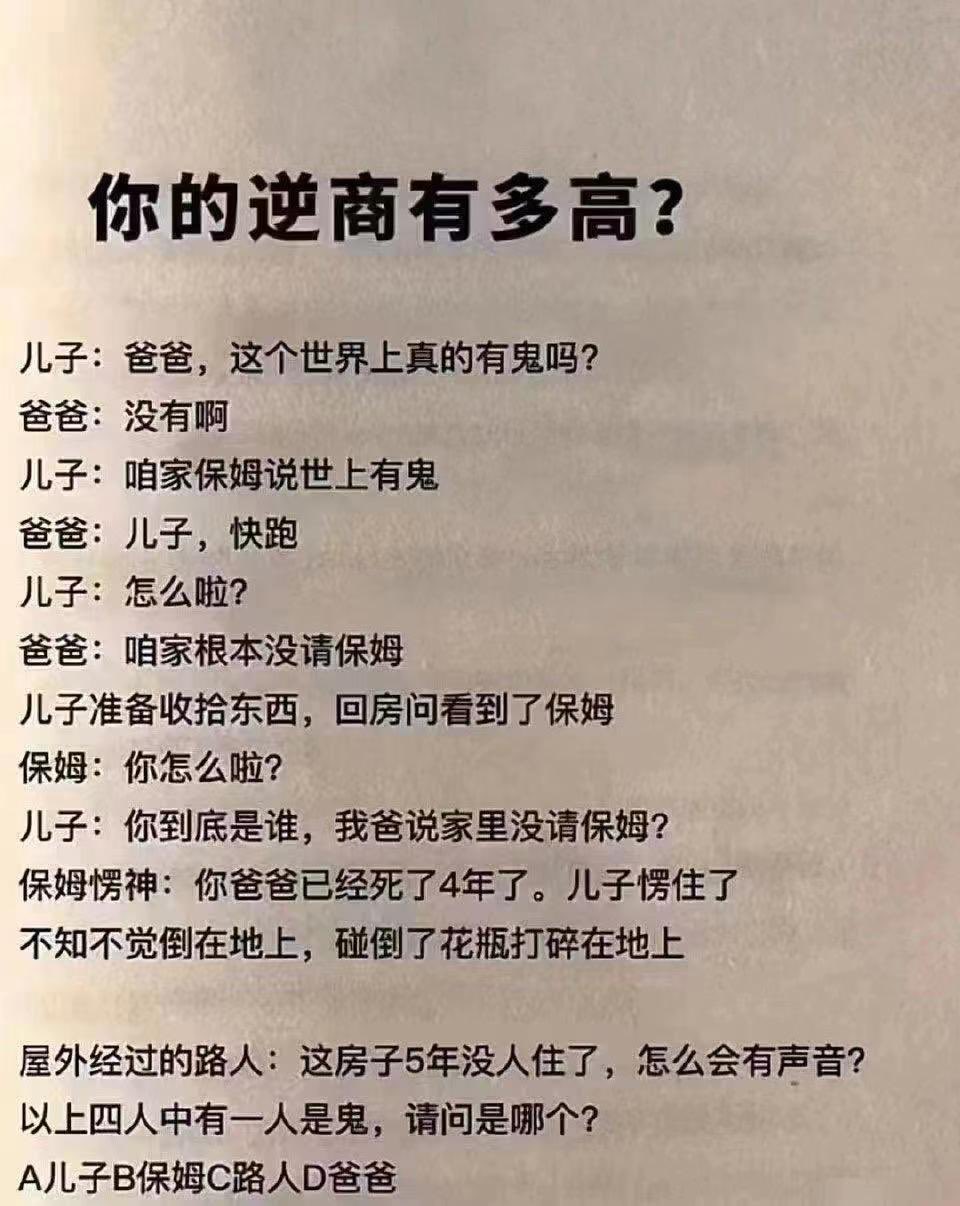 你的逆商有多高？
儿子：爸爸，这个世界上真的有鬼吗？
爸爸：没有啊
儿子：咱家保姆说世上有鬼
爸爸：儿子，快跑
儿子：怎么啦？
爸爸：咱家根本没请保姆
儿子准备收拾东西，回房问看到了保姆
保姆：你怎么啦？
儿子：你到底是谁，我爸说家里没请保姆？
保姆愣神：你爸爸已经死了4年了。儿子愣住了
不知不觉倒在地上，碰倒了花瓶打碎在地上
屋外经过的路人：这房子5年没人住了，怎么会有声音？
以上四人中有一人是鬼，请问是哪个？
A儿子B保姆C路人D爸爸